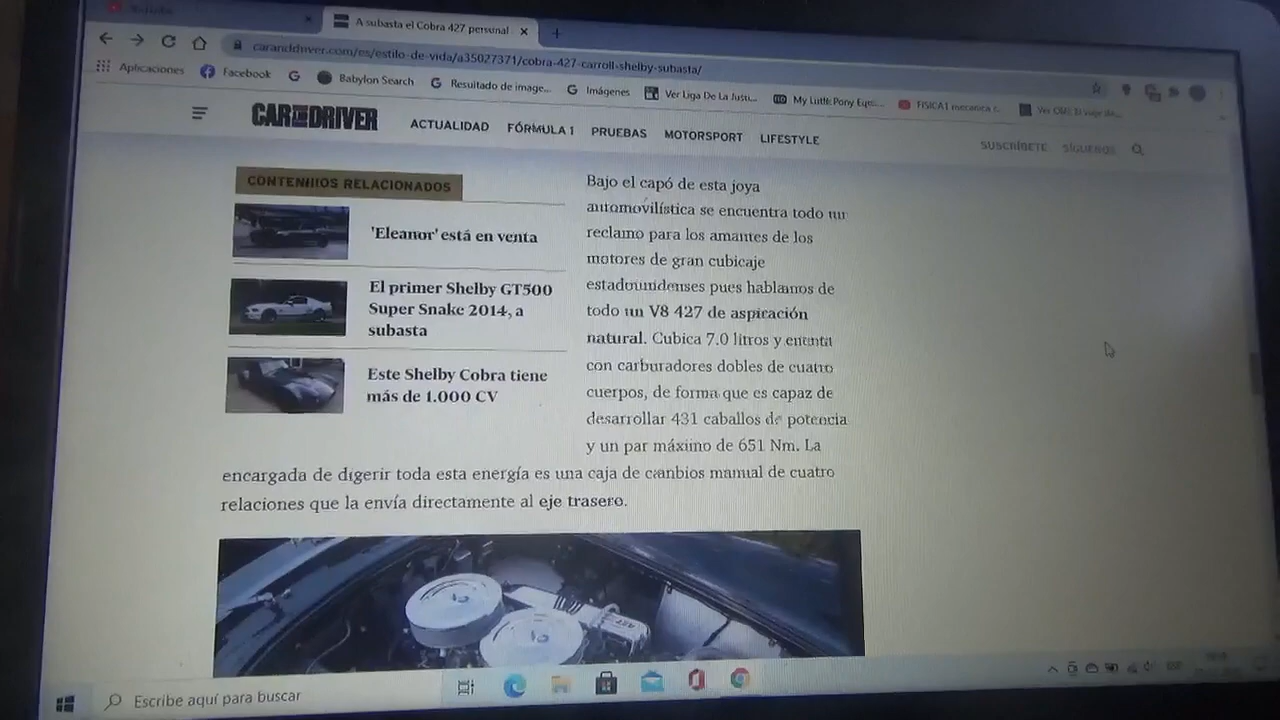 A subasta el Cobra 427 personal
caranddriver.com/es/estilo-de-vida/a35027371/cobra-427-carroll-shelby-subasta/
Aplicaciones Facebook Babylon Search Resultado de image... Imágenes Ver Liga De La Justi... My Little Pony Eque... FISICA1 mecanica r...
CAR AND DRIVER ACTUALIDAD FÓRMULA 1 PRUEBAS MOTORSPORT LIFESTYLE SUSCRÍBETE SÍGUENOS
CONTENIDOS RELACIONADOS
'Eleanor' está en venta
El primer Shelby GT500
Super Snake 2014, a
subasta
Este Shelby Cobra tiene
más de 1.000 CV
Bajo el capó de esta joya
automovilística se encuentra todo un
reclamo para los amantes de los
motores de gran cubicaje
estadounidenses pues hablamos de
todo un V8 427 de aspiración
natural. Cubica 7.0 litros y cuenta
con carburadores dobles de cuatro
cuerpos, de forma que es capaz de
desarrollar 431 caballos de potencia
y un par máximo de 651 Nm. La
encargada de digerir toda esta energía es una caja de cambios manual de cuatro
relaciones que la envía directamente al eje trasero.
427
Escribe aquí para buscar